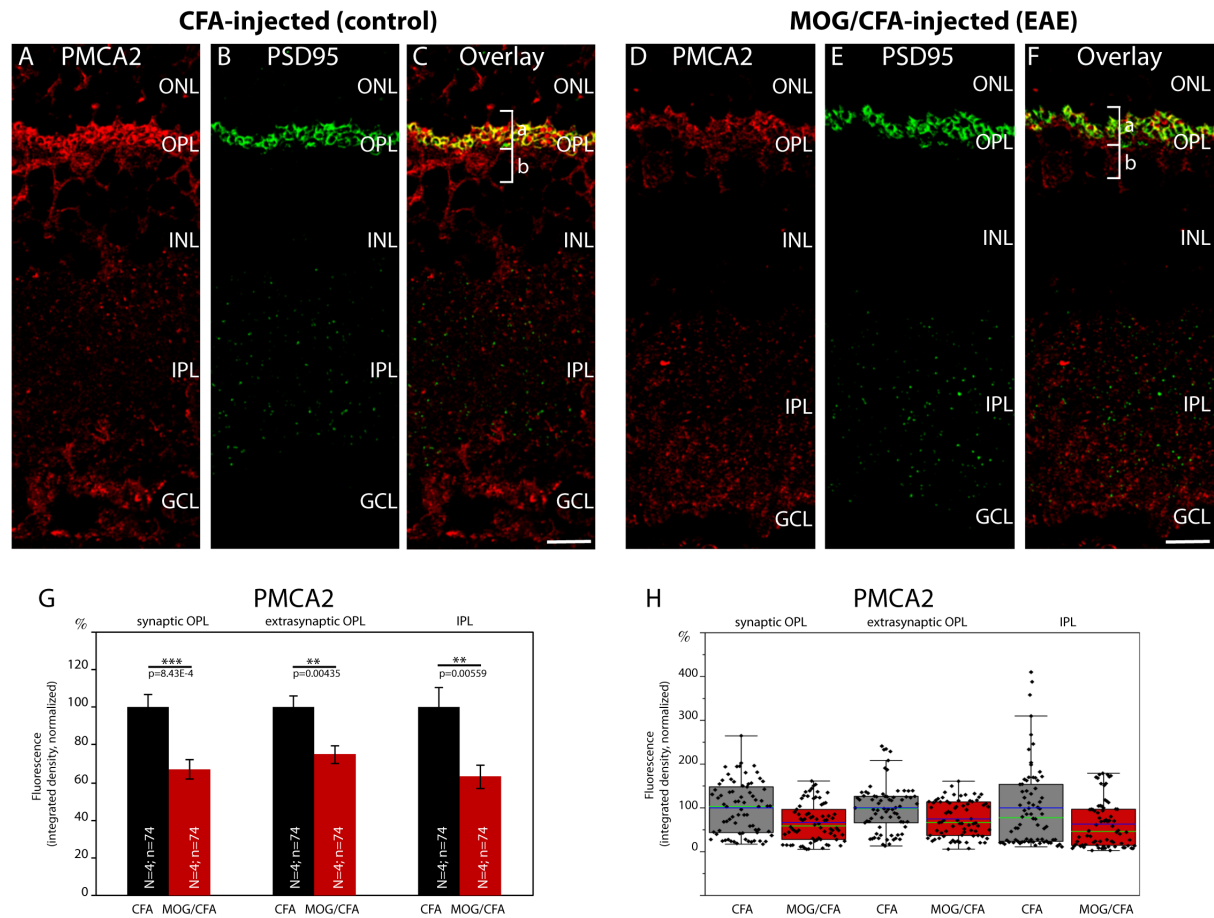 CFA-injected (control)
MOG/CFA-injected (EAE)
A PMCA2
B PSD95
C Overlay
D PMCA2
E PSD95
F Overlay
ONL ONL ONL ONL ONL ONL
a a
OPL OPL OPL OPL OPL OPL
b b
INL INL INL INL INL INL
IPL IPL IPL
IPL IPL IPL
GCL GCL GCL
GCL GCL GCL
G PMCA2
synaptic OPL extrasynaptic OPL IPL
%
120
100
80
60
40
20
0
Fluorescence
(integrated density, normalized)
***
p=8.43E-4
**
p=0.00435
**
p=0.00559
N=4; n=74
N=4; n=74
N=4; n=74
N=4; n=74
N=4; n=74
N=4; n=74
CFA MOG/CFA CFA MOG/CFA CFA MOG/CFA
H PMCA2
synaptic OPL extrasynaptic OPL IPL
%
400
300
200
150
100
50
0
Fluorescence
(integrated density, normalized)
CFA MOG/CFA CFA MOG/CFA CFA MOG/CFA